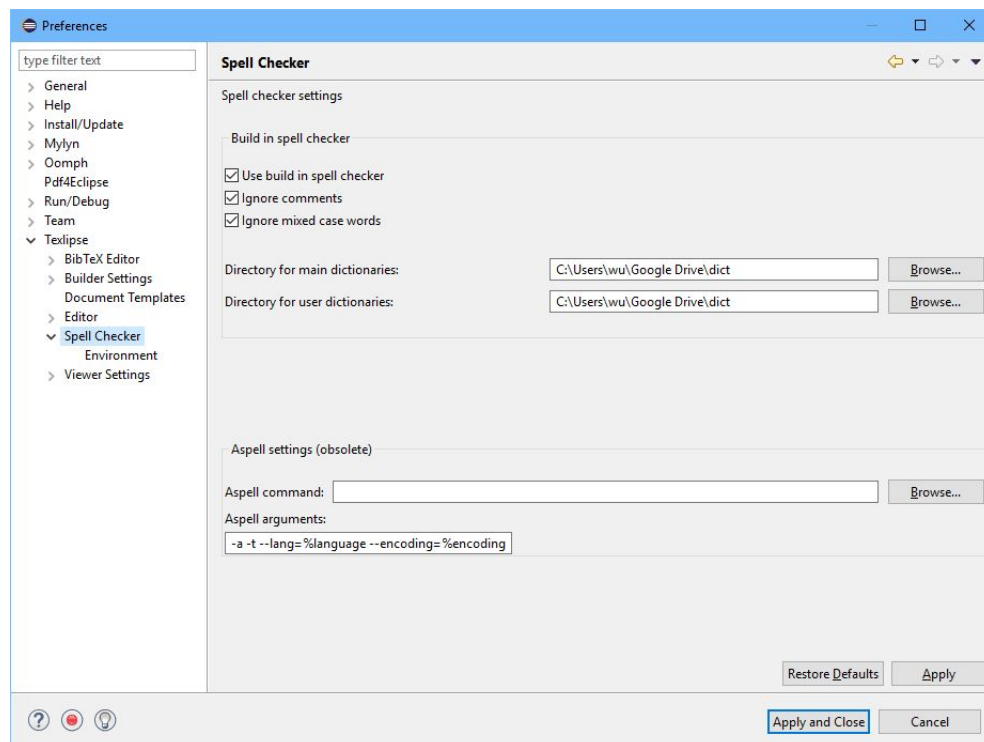 Preferences
type filter text
General
Help
Install/Update
Mylyn
Oomph
Pdf4Eclipse
Run/Debug
Team
Texlipse
BibTeX Editor
Builder Settings
Document Templates
Editor
Spell Checker
Environment
Viewer Settings
Spell Checker
Spell checker settings
Build in spell checker
Use build in spell checker
Ignore comments
Ignore mixed case words
Directory for main dictionaries: C:\Users\wu\Google Drive\dict Browse...
Directory for user dictionaries: C:\Users\wu\Google Drive\dict Browse...
Aspell settings (obsolete)
Aspell command: Browse...
Aspell arguments:
-a -t --lang=%language --encoding=%encoding
Restore Defaults Apply
Apply and Close Cancel